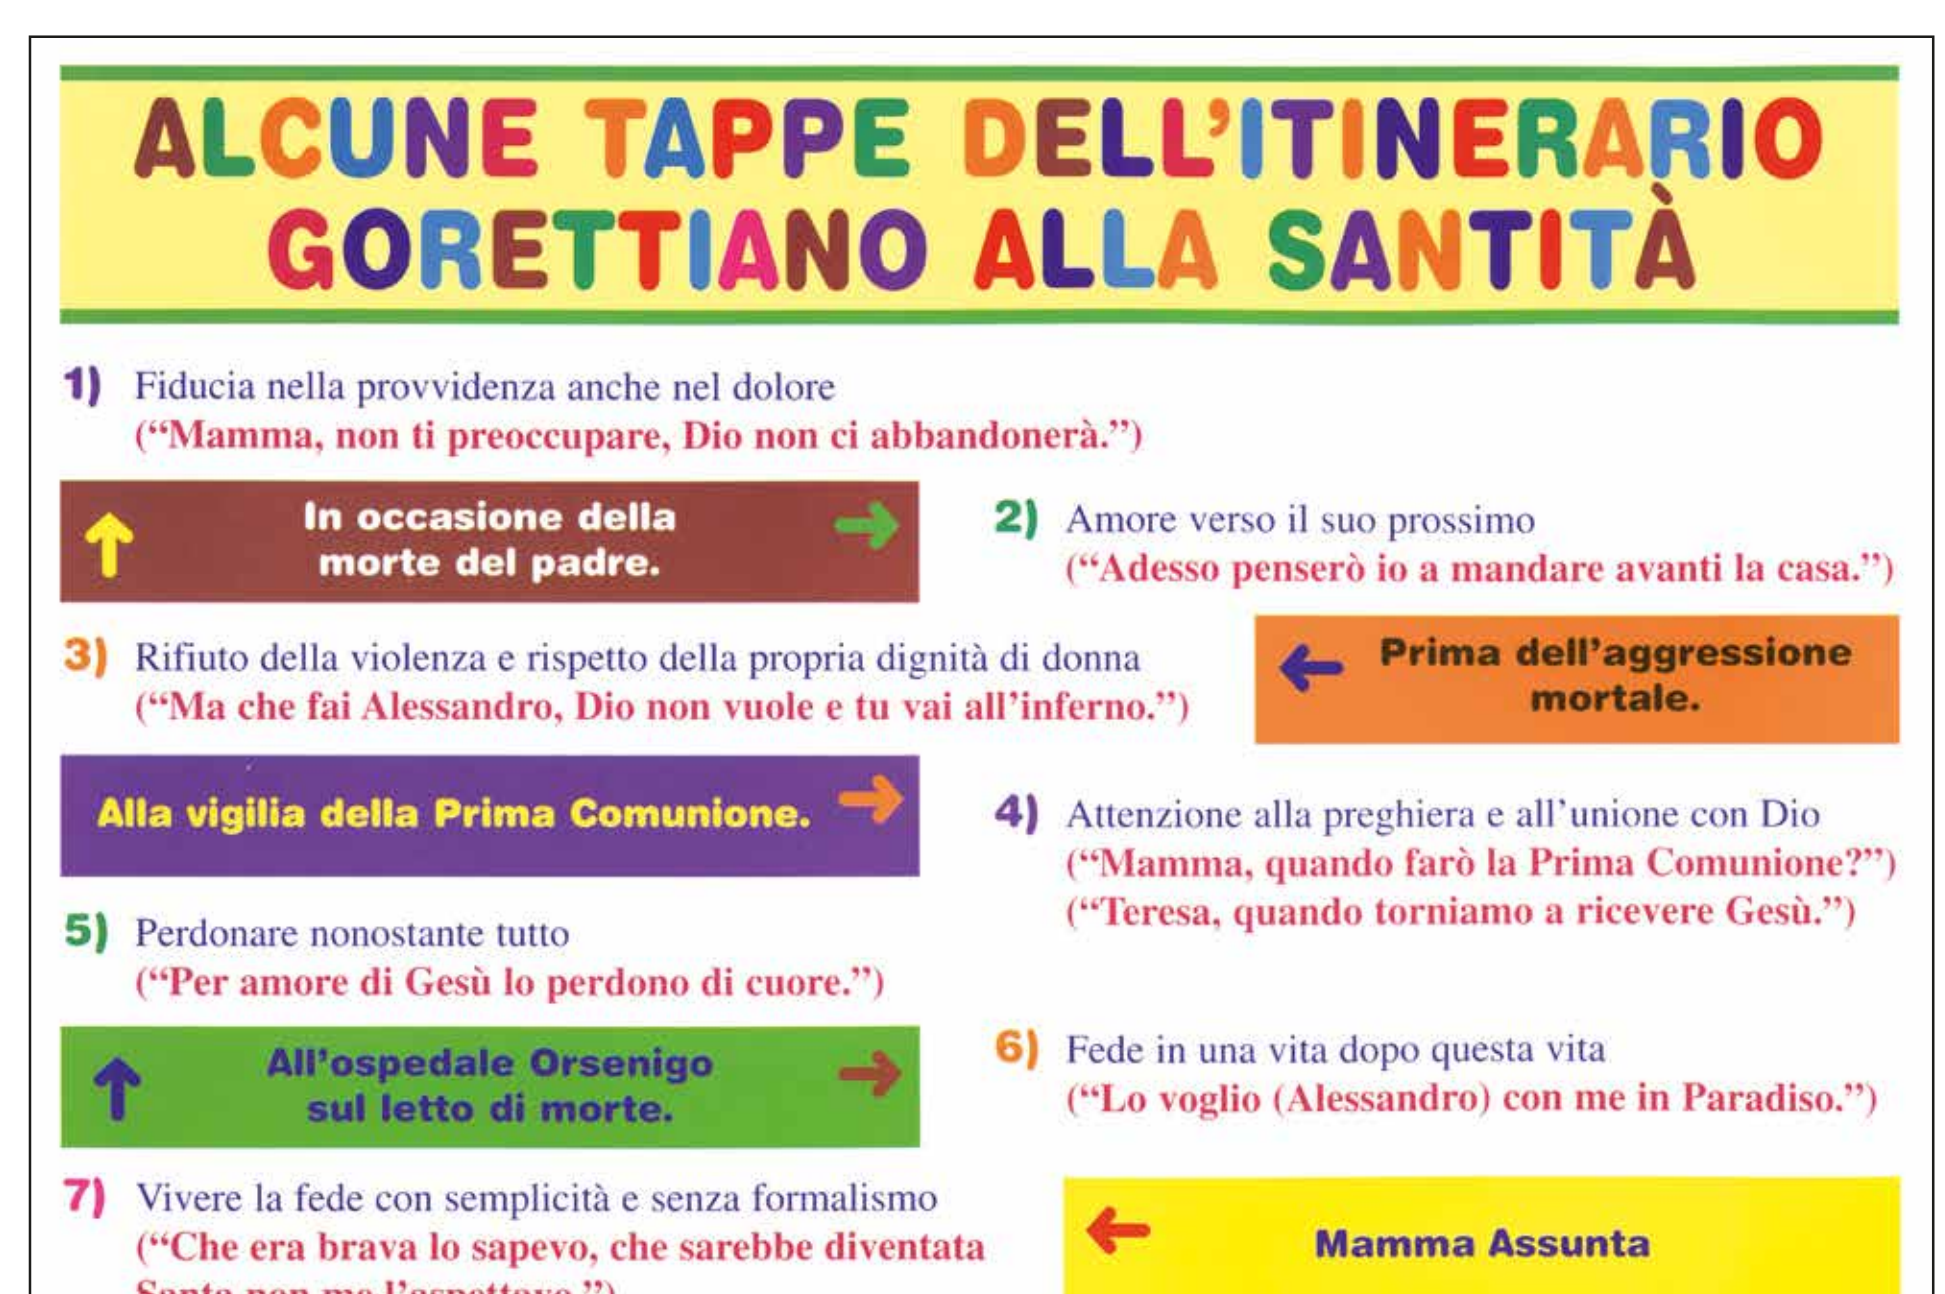 ALCUNE TAPPE DELL’ITINERARIO
GORETTIANO ALLA SANTITÀ
1) Fiducia nella provvidenza anche nel dolore
(“Mamma, non ti preoccupare, Dio non ci abbandonerà.”)
In occasione della
morte del padre.
2) Amore verso il suo prossimo
(“Adesso penserò io a mandare avanti la casa.”)
3) Rifiuto della violenza e rispetto della propria dignità di donna
(“Ma che fai Alessandro, Dio non vuole e tu vai all’inferno.”)
Prima dell’aggressione
mortale.
Alla vigilia della Prima Comunione.
4) Attenzione alla preghiera e all’unione con Dio
(“Mamma, quando farò la Prima Comunione?”)
(“Teresa, quando torniamo a ricevere Gesù.”)
5) Perdonare nonostante tutto
(“Per amore di Gesù lo perdono di cuore.”)
All’ospedale Orsenigo
sul letto di morte.
6) Fede in una vita dopo questa vita
(“Lo voglio (Alessandro) con me in Paradiso.”)
7) Vivere la fede con semplicità e senza formalismo
(“Che era brava lo sapevo, che sarebbe diventata
Santa non me l’aspettavo.”)
Mamma Assunta